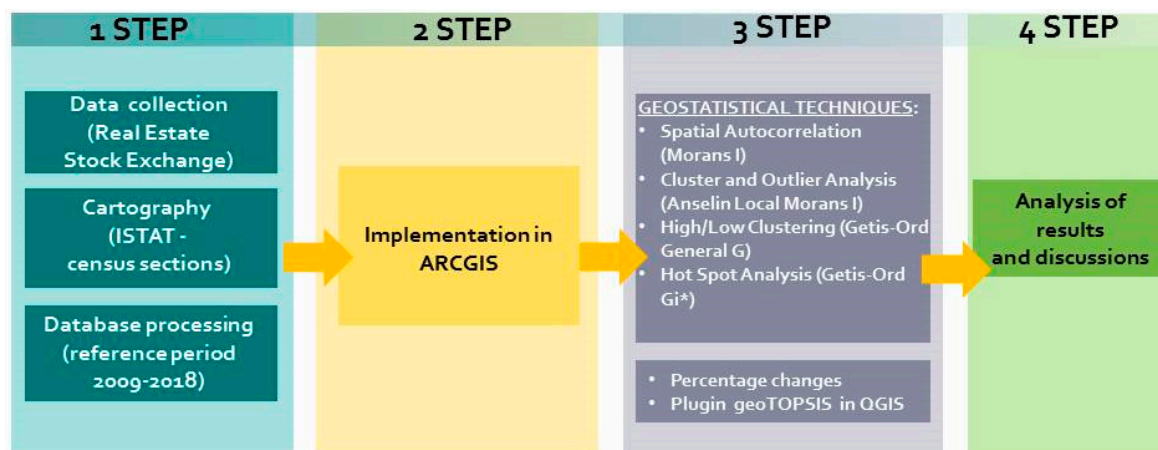 1 STEP
Data collection
(Real Estate
Stock Exchange)
Cartography
(ISTAT -
census sections)
Database processing
(reference period
2009-2018)
2 STEP
Implementation in
ARCGIS
3 STEP
GEOSTATISTICAL TECHNIQUES:
• Spatial Autocorrelation
(Morans I)
• Cluster and Outlier Analysis
(Anselin Local Morans I)
• High/Low Clustering (Getis-Ord
General G)
• Hot Spot Analysis (Getis-Ord
Gi*)
• Percentage changes
• Plugin geoTOPSIS in QGIS
4 STEP
Analysis of
results
and discussions